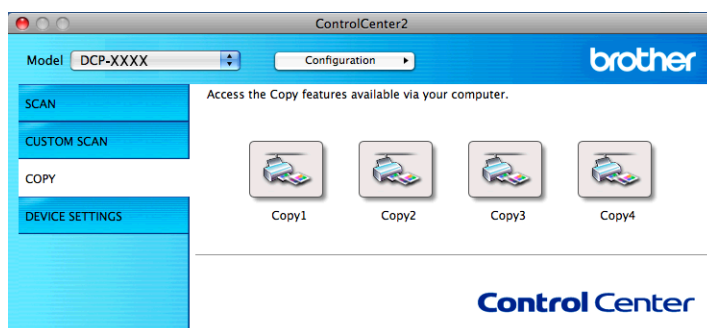 ControlCenter2
Model DCP-XXXX Configuration brother
SCAN
CUSTOM SCAN
COPY
DEVICE SETTINGS
Access the Copy features available via your computer.
Copy1 Copy2 Copy3 Copy4
Control Center